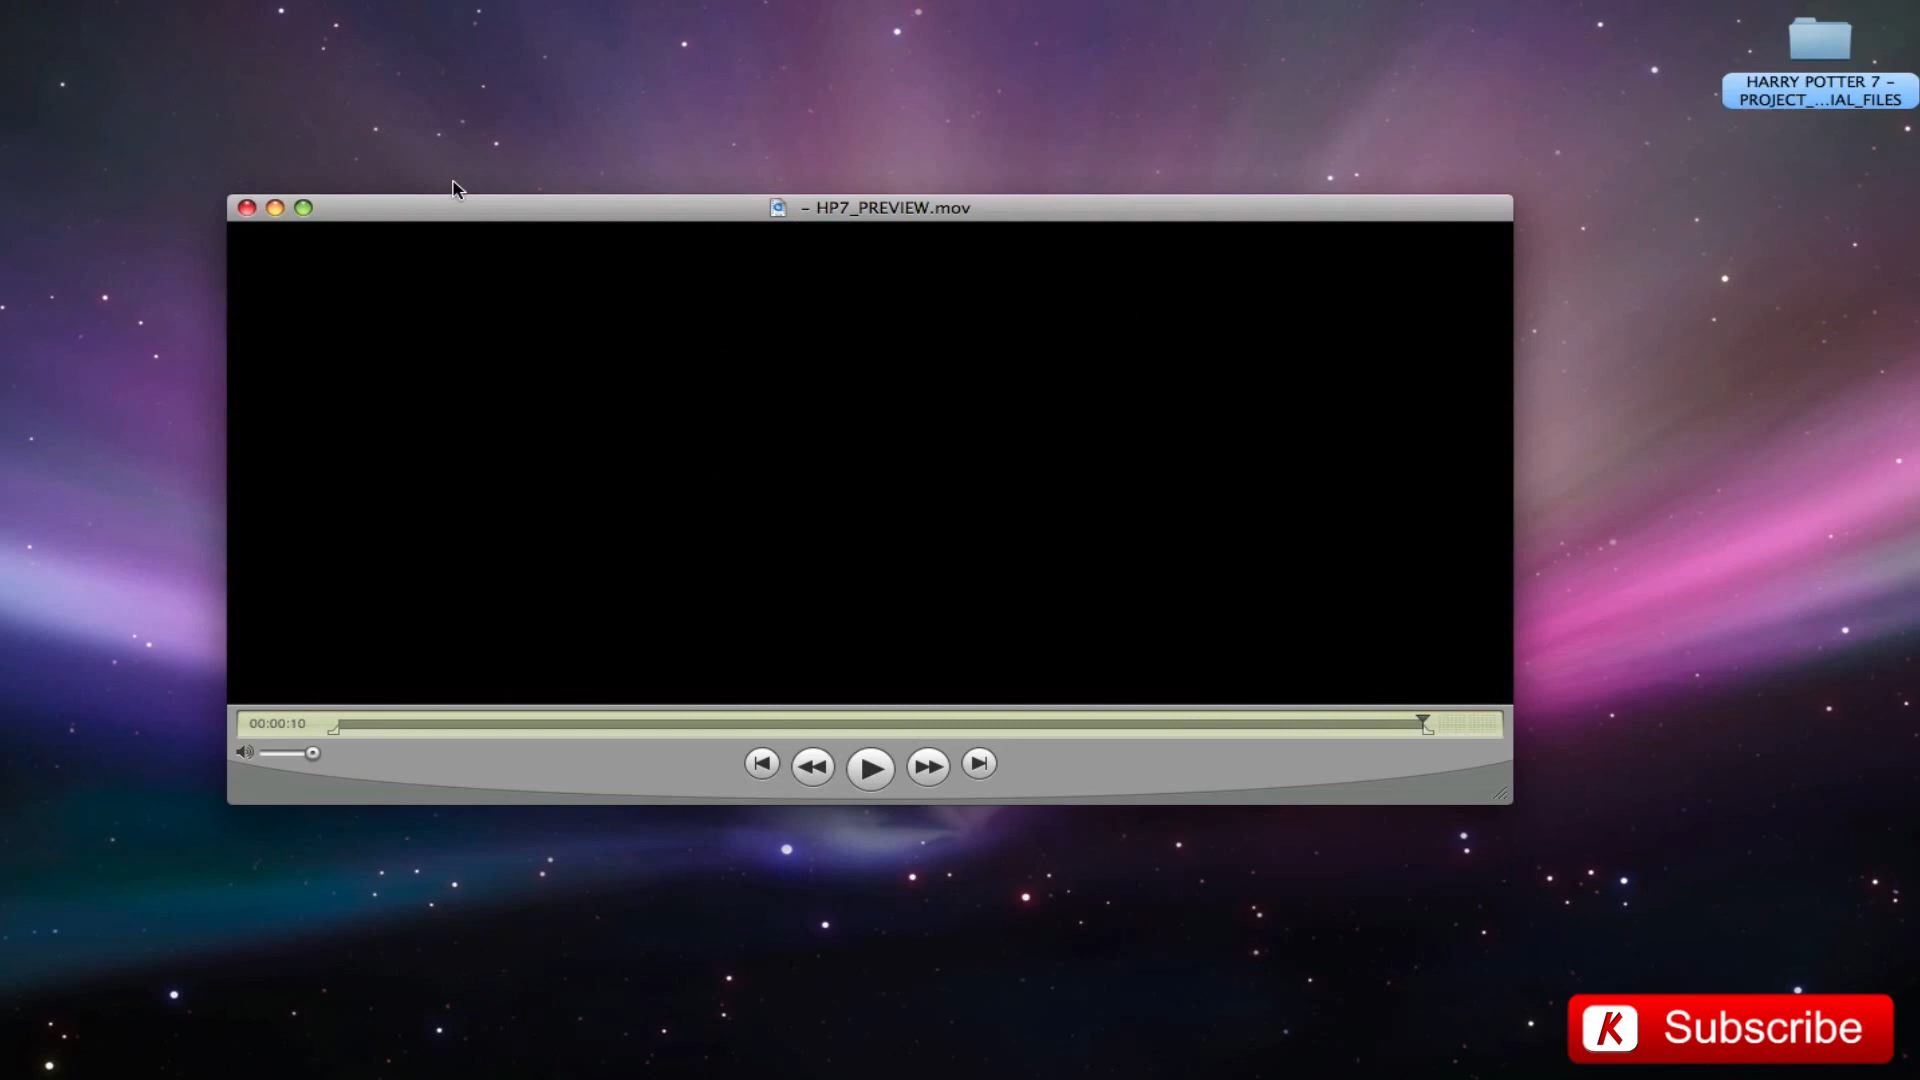 HARRY POTTER 7 –
PROJECT_...IAL_FILES
– HP7_PREVIEW.mov
00:00:10
K Subscribe